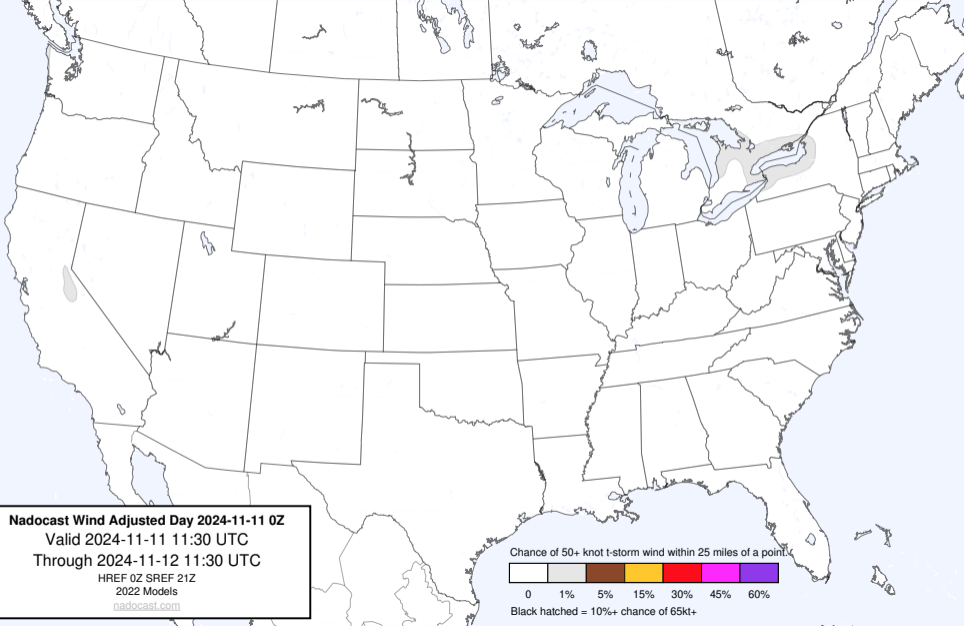 Nadocast Wind Adjusted Day 2024-11-11 0Z
Valid 2024-11-11 11:30 UTC
Through 2024-11-12 11:30 UTC
HREF 0Z SREF 21Z
2022 Models
nadocast.com
Chance of 50+ knot t-storm wind within 25 miles of a point.
0 1% 5% 15% 30% 45% 60%
Black hatched = 10%+ chance of 65kt+